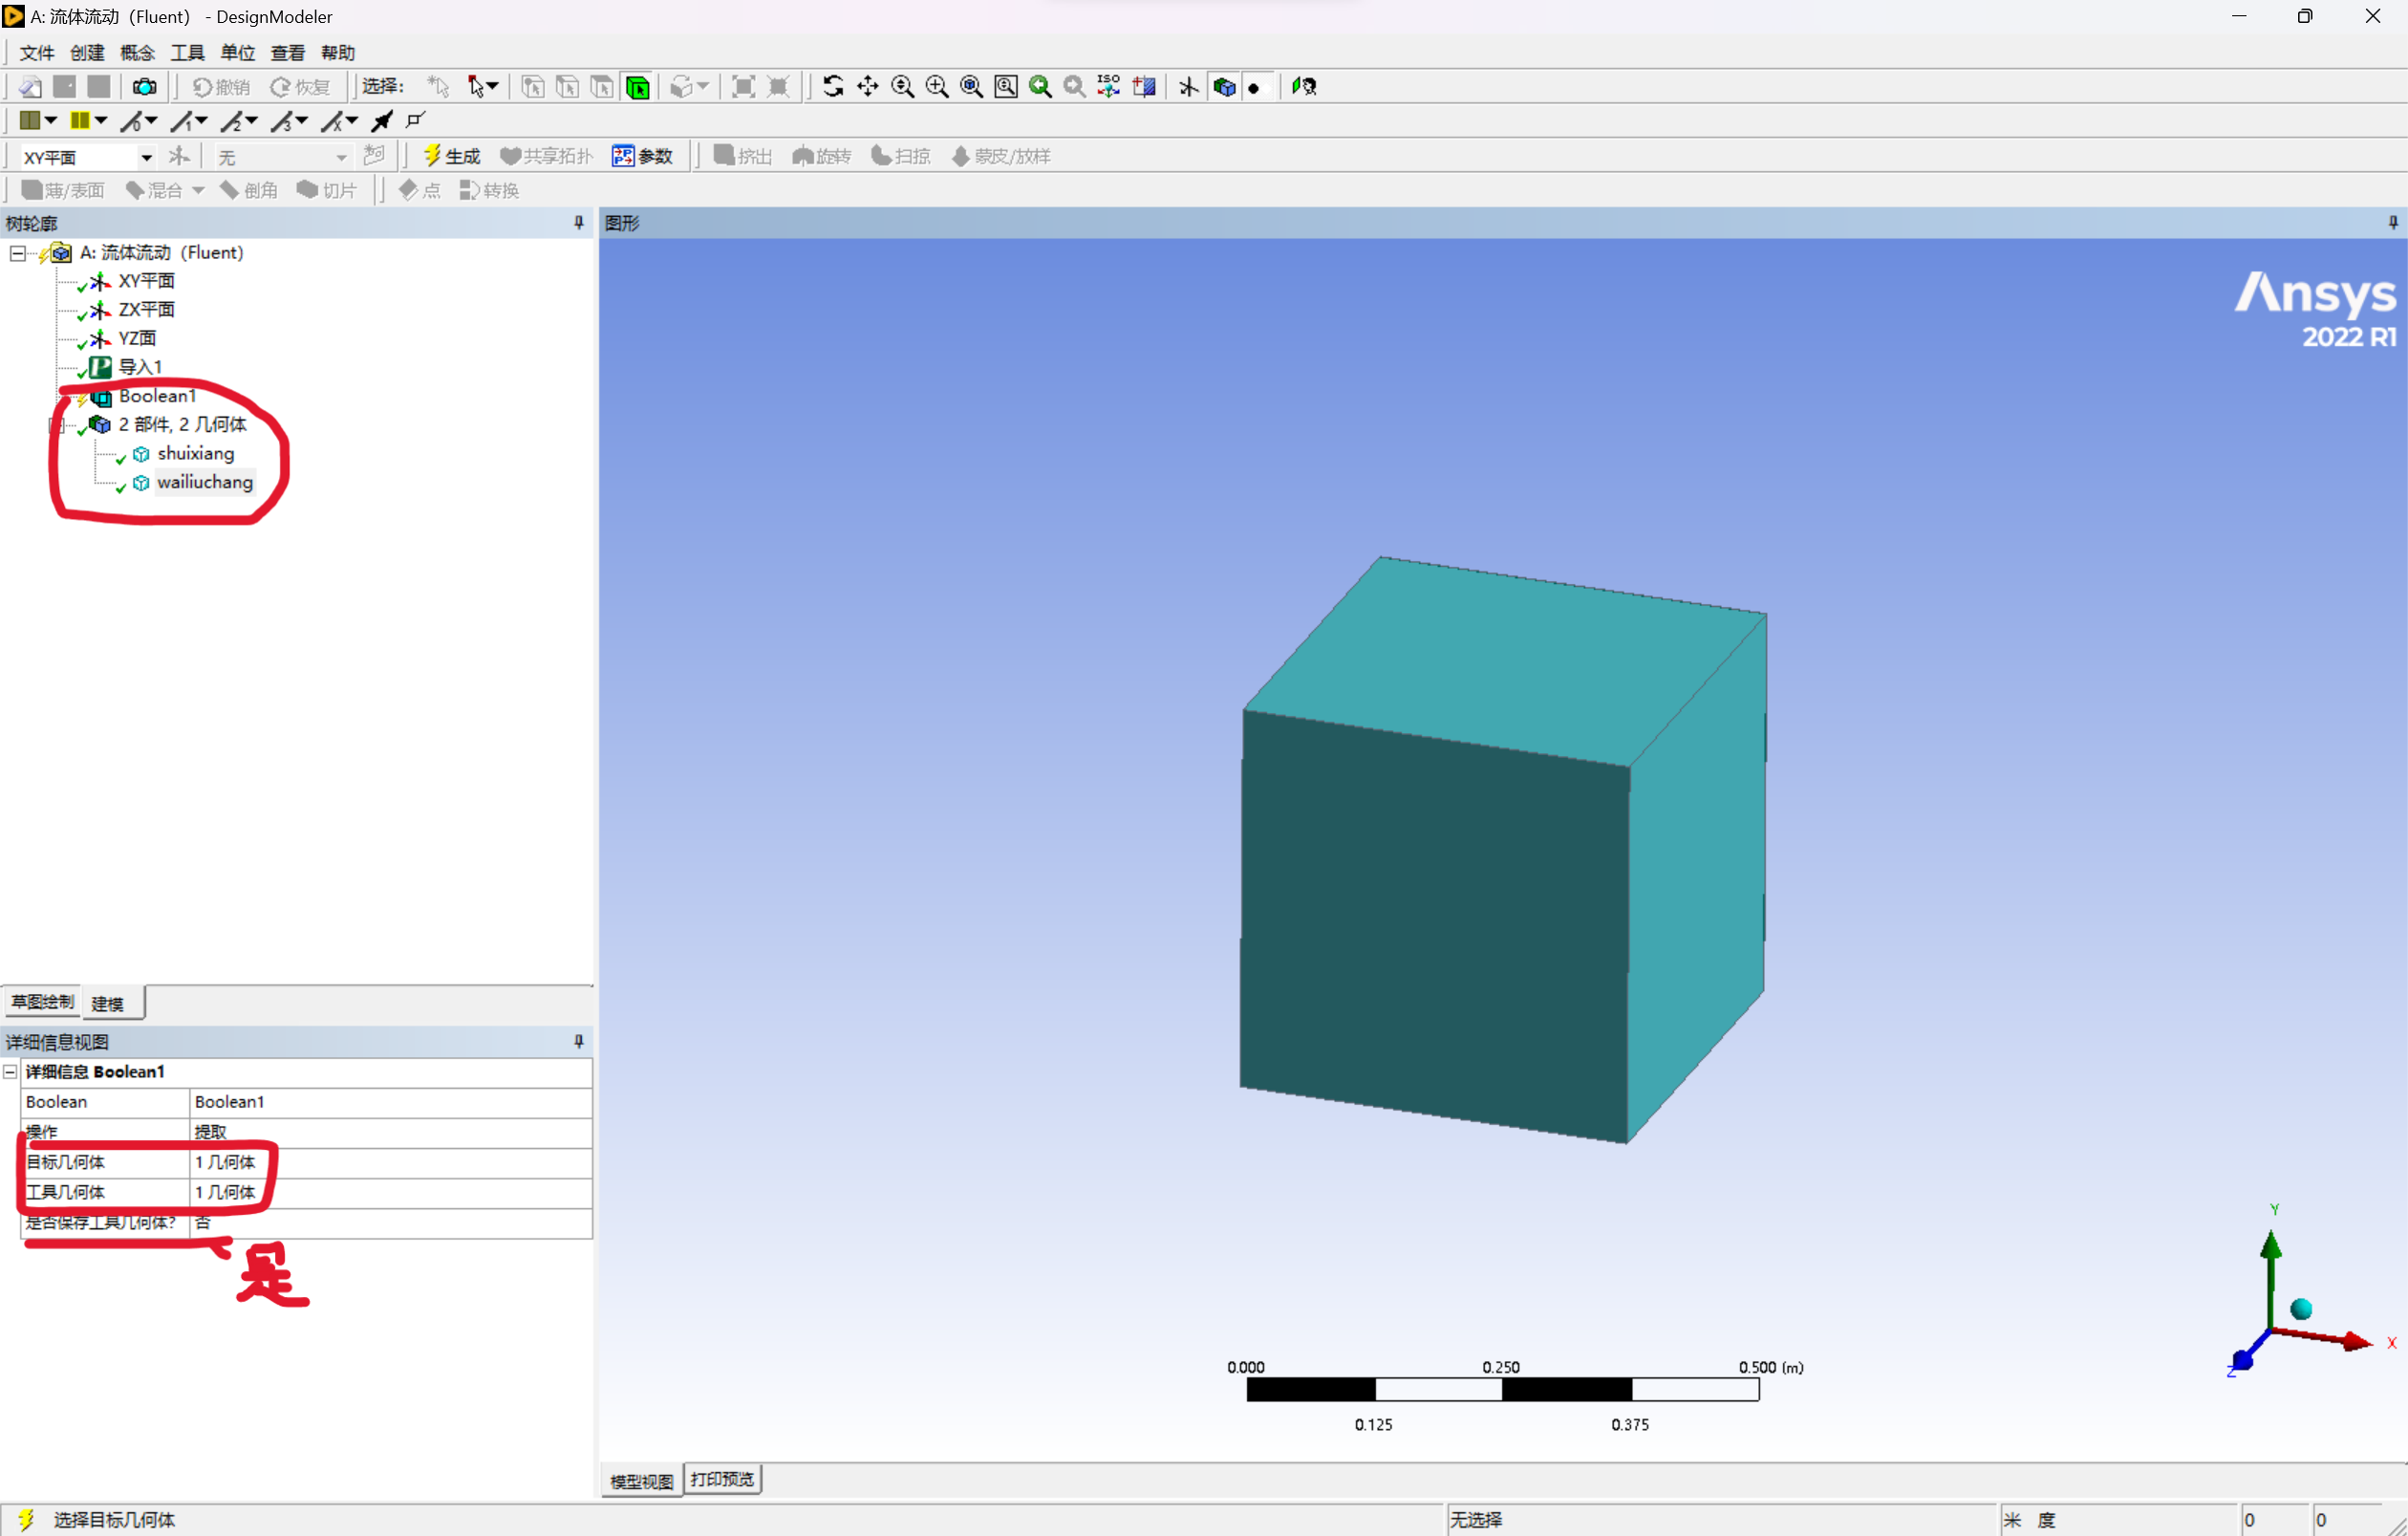 A: 流体流动（Fluent） - DesignModeler
文件 创建 概念 工具 单位 查看 帮助
撤销 恢复 选择: ISO
0 1 2 3 x
XY平面 无 生成 共享拓扑 参数 挤出 旋转 扫掠 蒙皮/放样
薄/表面 混合 倒角 切片 点 转换
树轮廓
A: 流体流动（Fluent）
XY平面
ZX平面
YZ面
导入1
Boolean1
2 部件, 2 几何体
shuixiang
wailiuchang
草图绘制 建模
详细信息视图
详细信息 Boolean1
Boolean Boolean1
操作 提取
目标几何体 1 几何体
工具几何体 1 几何体
是否保存工具几何体? 否
是
图形
Ansys
2022 R1
Y
X
Z
0.000 0.250 0.500 (m)
0.125 0.375
模型视图 打印预览
选择目标几何体 无选择 米 度 0 0